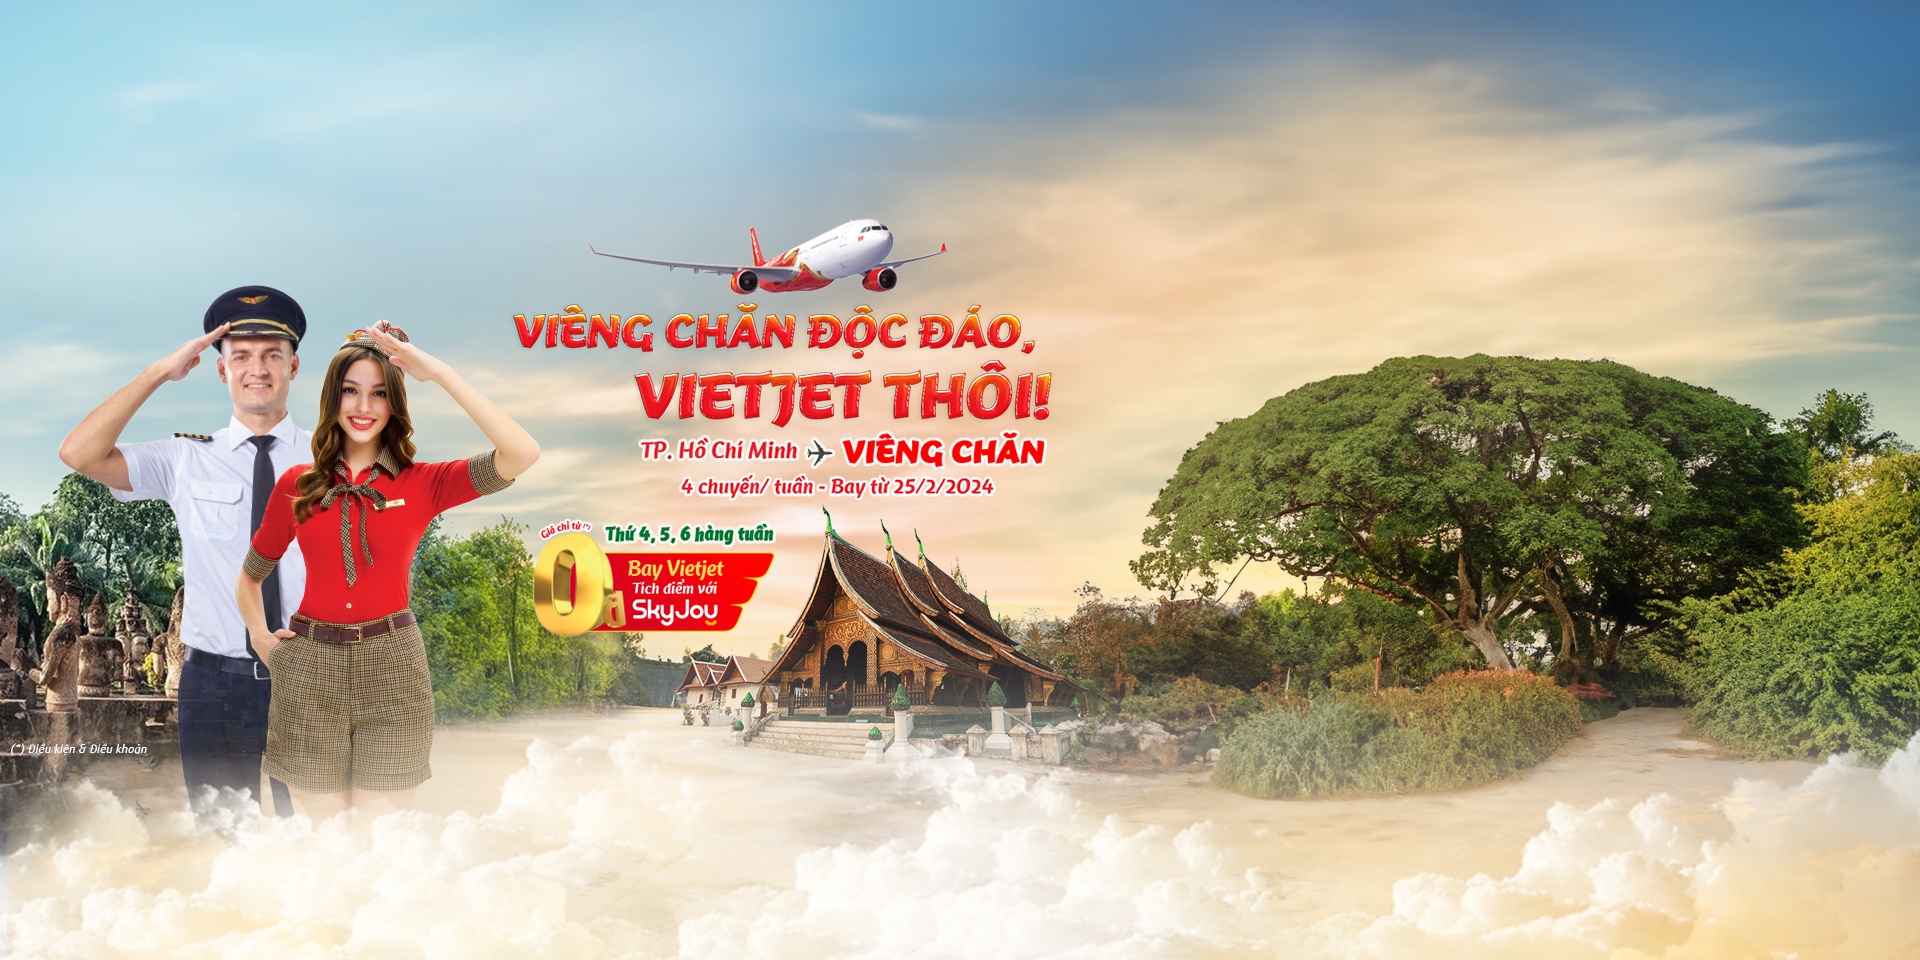 VIÊNG CHĂN ĐỘC ĐÁO,
VIETJET THÔI!
TP. Hồ Chí Minh VIÊNG CHĂN
4 chuyến/ tuần - Bay từ 25/2/2024
Giá chỉ từ (*)
Thứ 4, 5, 6 hàng tuần
0đ
Bay Vietjet
Tích điểm với
SkyJoy
(*) Điều kiện & Điều khoản